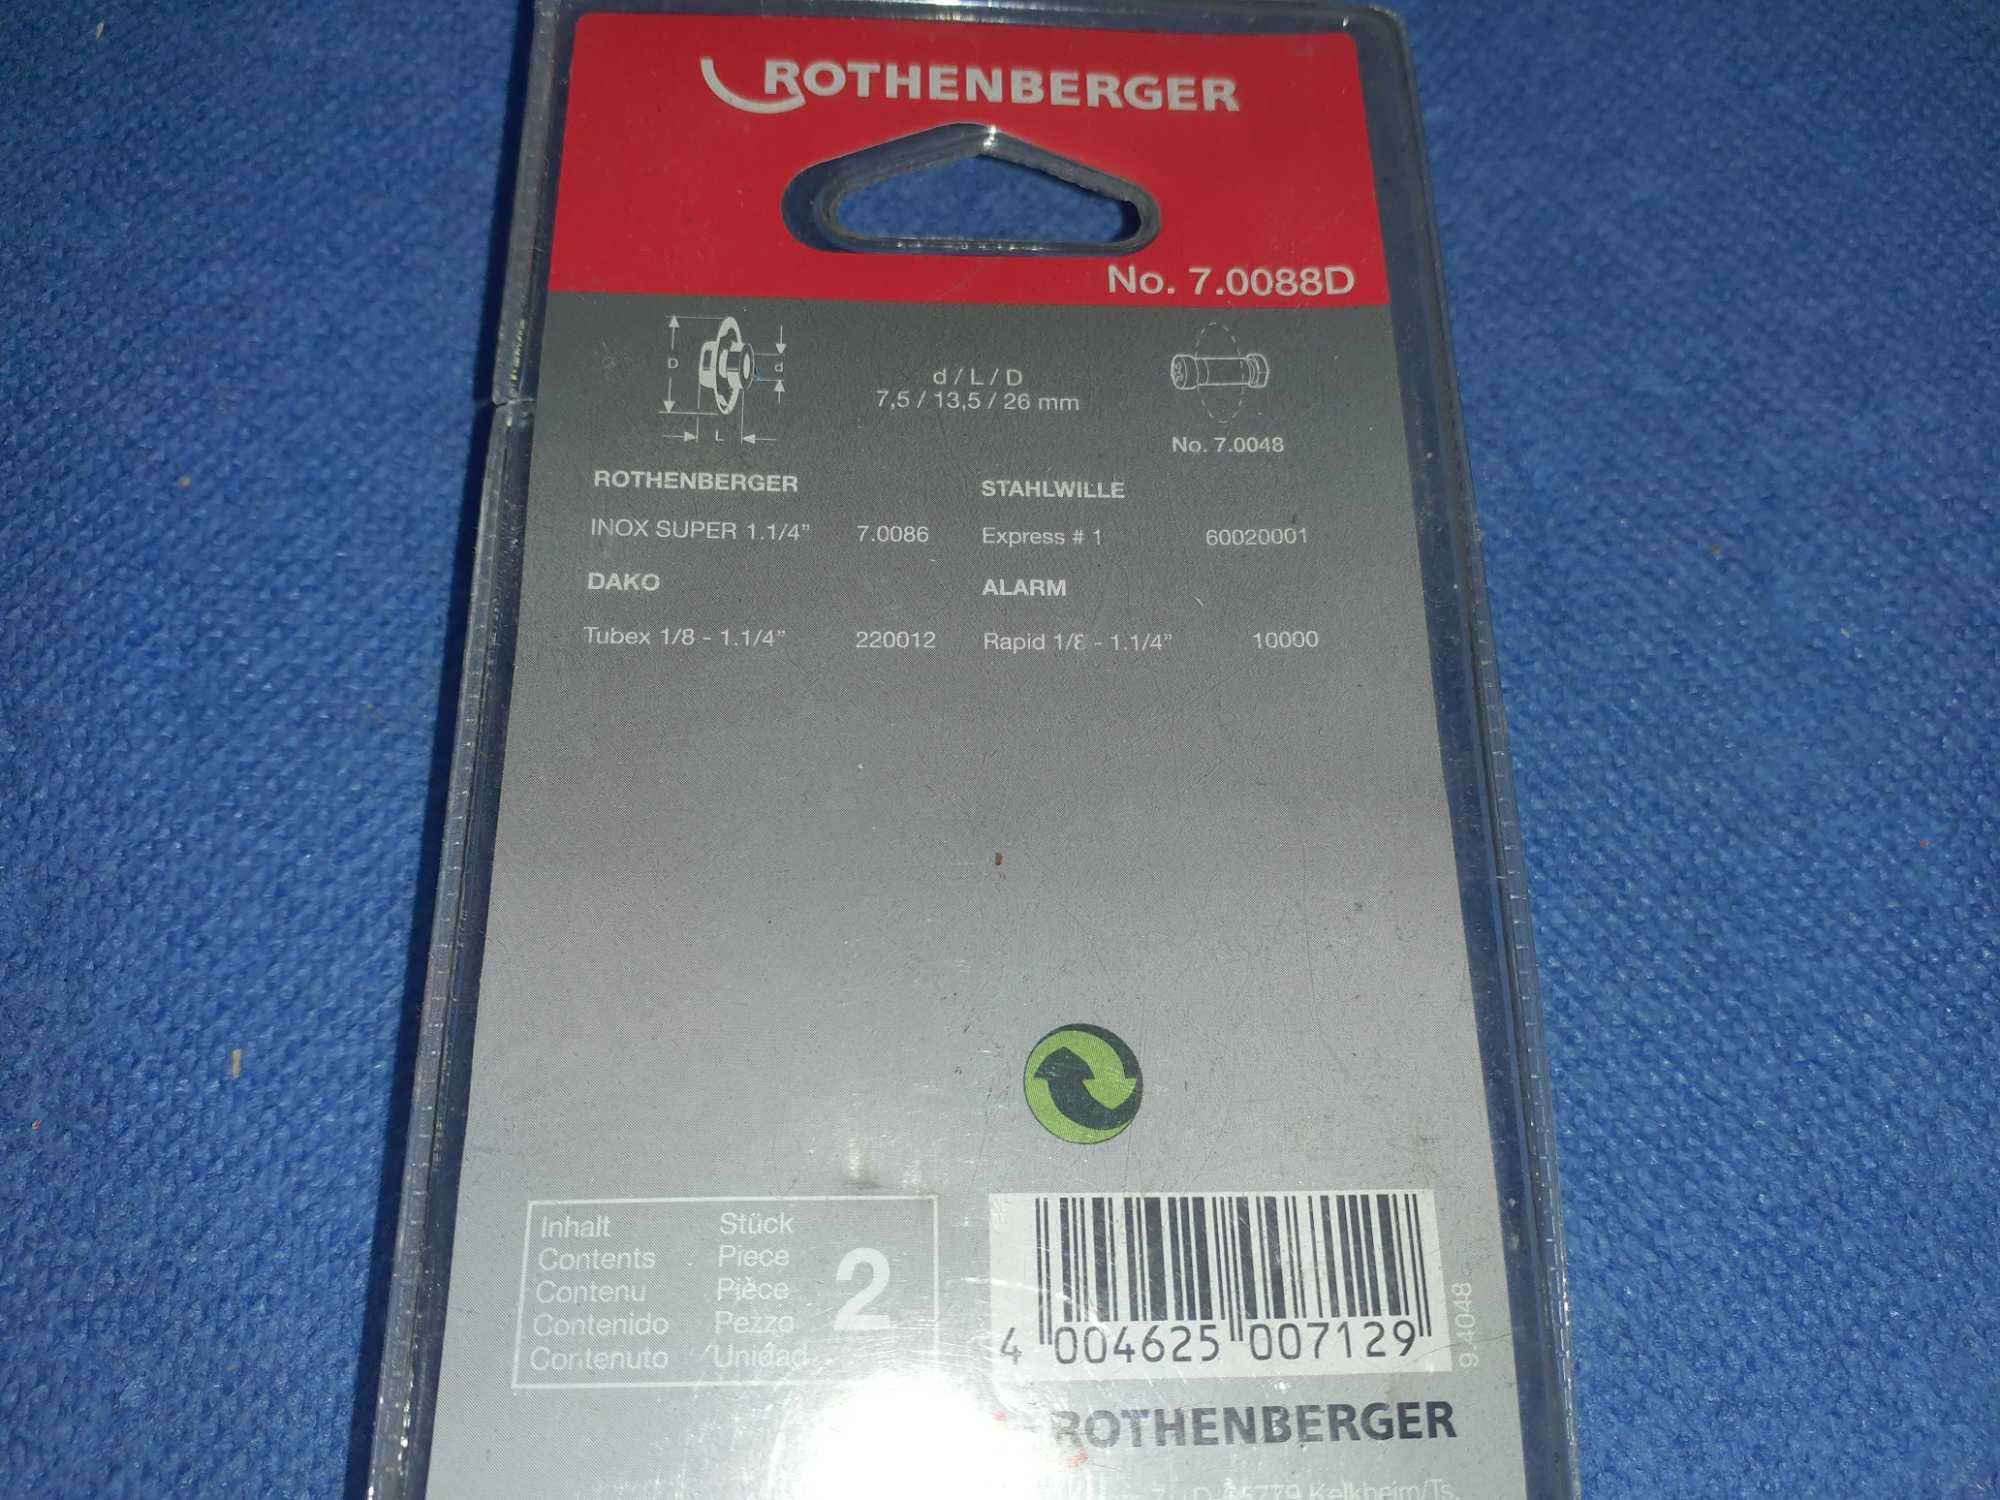 ROTHENBERGER
No. 7.0088D
D
d
L
d / L / D
7,5 / 13,5 / 26 mm
No. 7.0048
ROTHENBERGER
INOX SUPER 1.1/4" 7.0086
DAKO
Tubex 1/8 - 1.1/4" 220012
STAHLWILLE
Express # 1 60020001
ALARM
Rapid 1/8 - 1.1/4" 10000
Inhalt Stück
Contents Piece
Contenu Pièce
Contenido Pezzo
Contenuto Unidad
2
4 004625 007129
9.4048
ROTHENBERGER
Kelkheim/Ts.